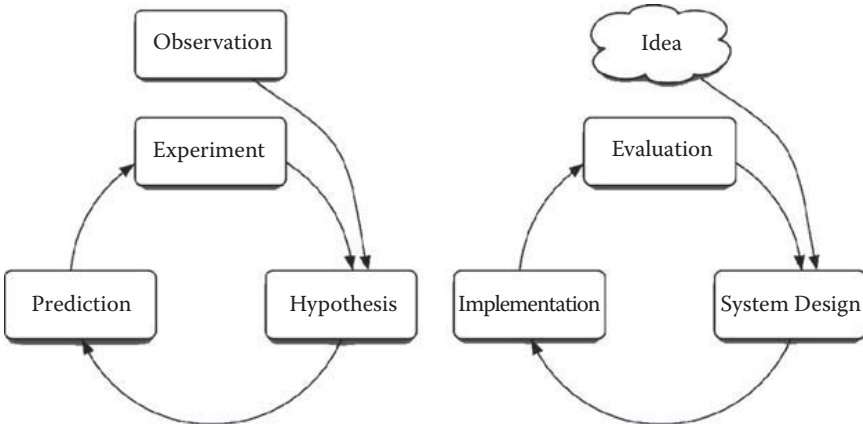 Observation
Experiment
Prediction
Hypothesis
Idea
Evaluation
Implementation
System Design